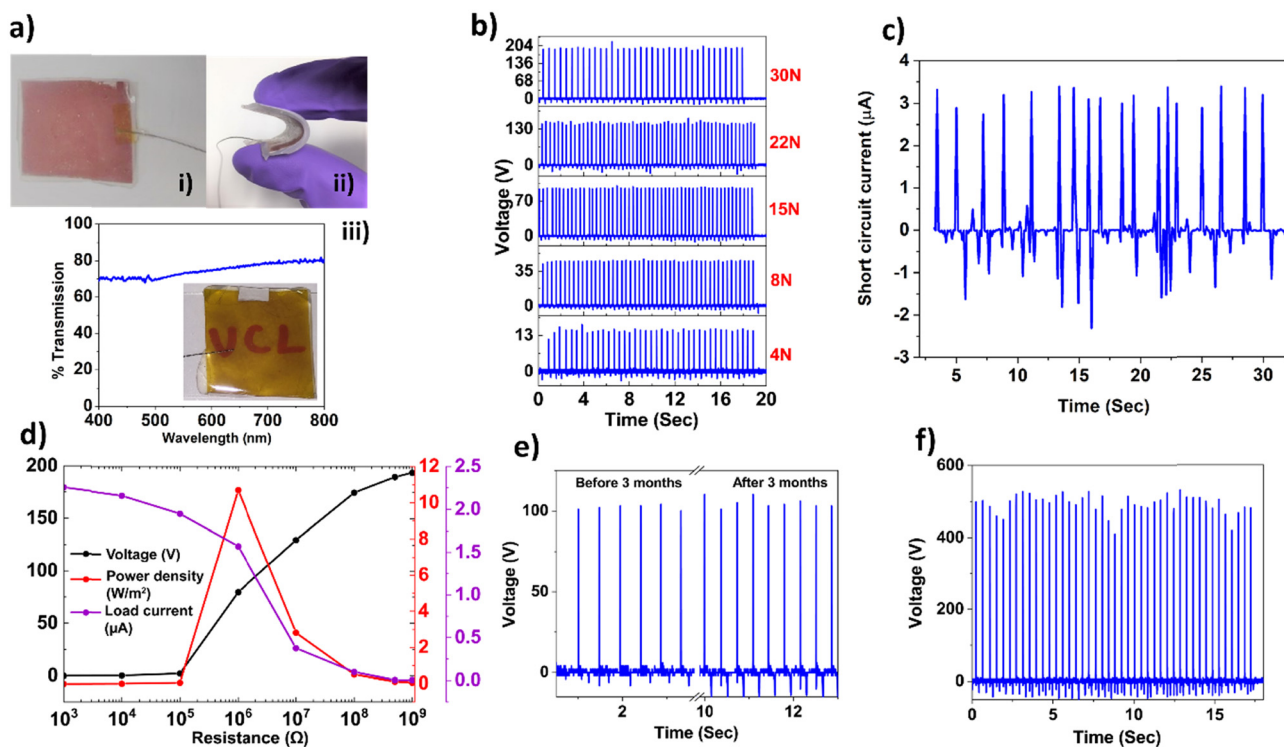 a)
i)
ii)
iii)
% Transmission
100
80
60
40
20
0
UCL
400 500 600 700 800
Wavelength (nm)
b)
Voltage (V)
204
136
68
0
30N
130
0
22N
70
0
15N
35
0
8N
13
0
4N
0 4 8 12 16 20
Time (Sec)
c)
Short circuit current (µA)
4
3
2
1
0
-1
-2
-3
5 10 15 20 25 30
Time (Sec)
d)
200
150
100
50
0
Voltage (V)
Power density
(W/m²)
Load current
(µA)
12
10
8
6
4
2
0
2.5
2.0
1.5
1.0
0.5
0.0
10³ 10⁴ 10⁵ 10⁶ 10⁷ 10⁸ 10⁹
Resistance (Ω)
e)
Voltage (V)
100
50
0
Before 3 months
After 3 months
2 10 12
Time (Sec)
f)
Voltage (V)
600
400
200
0
0 5 10 15
Time (Sec)